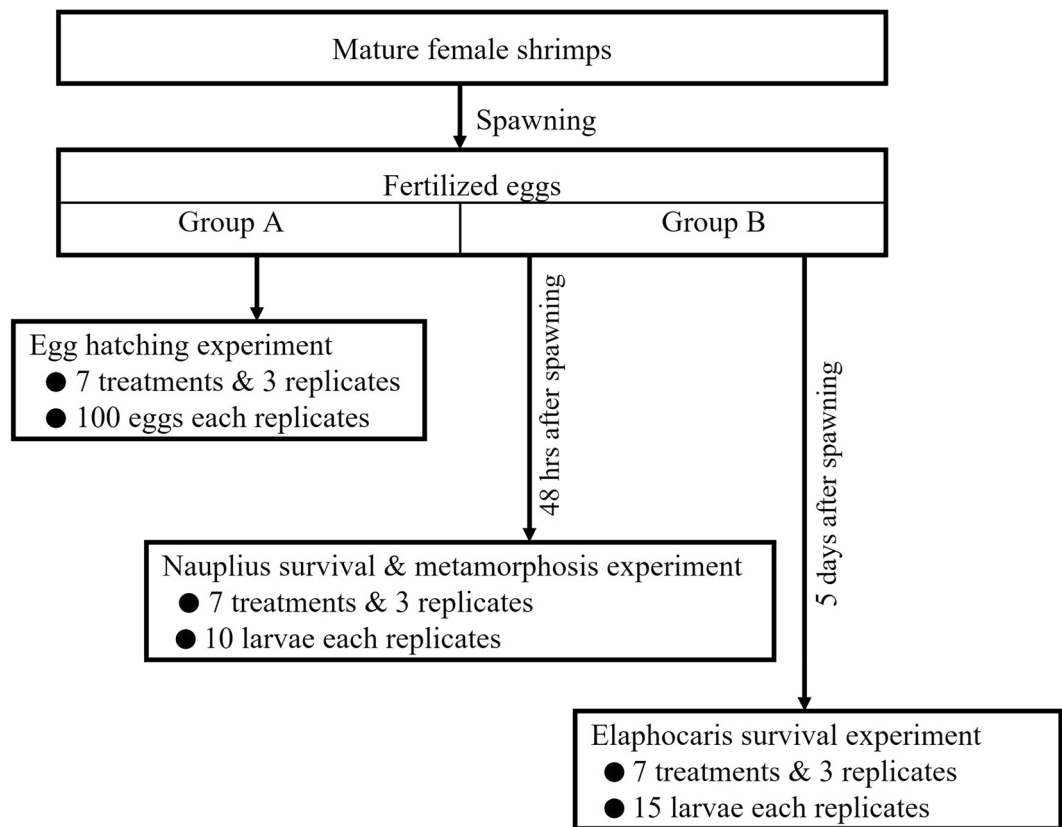 Mature female shrimps
Spawning
Fertilized eggs
Group A
Group B
Egg hatching experiment
● 7 treatments & 3 replicates
● 100 eggs each replicates
48 hrs after spawning
5 days after spawning
Nauplius survival & metamorphosis experiment
● 7 treatments & 3 replicates
● 10 larvae each replicates
Elaphocaris survival experiment
● 7 treatments & 3 replicates
● 15 larvae each replicates